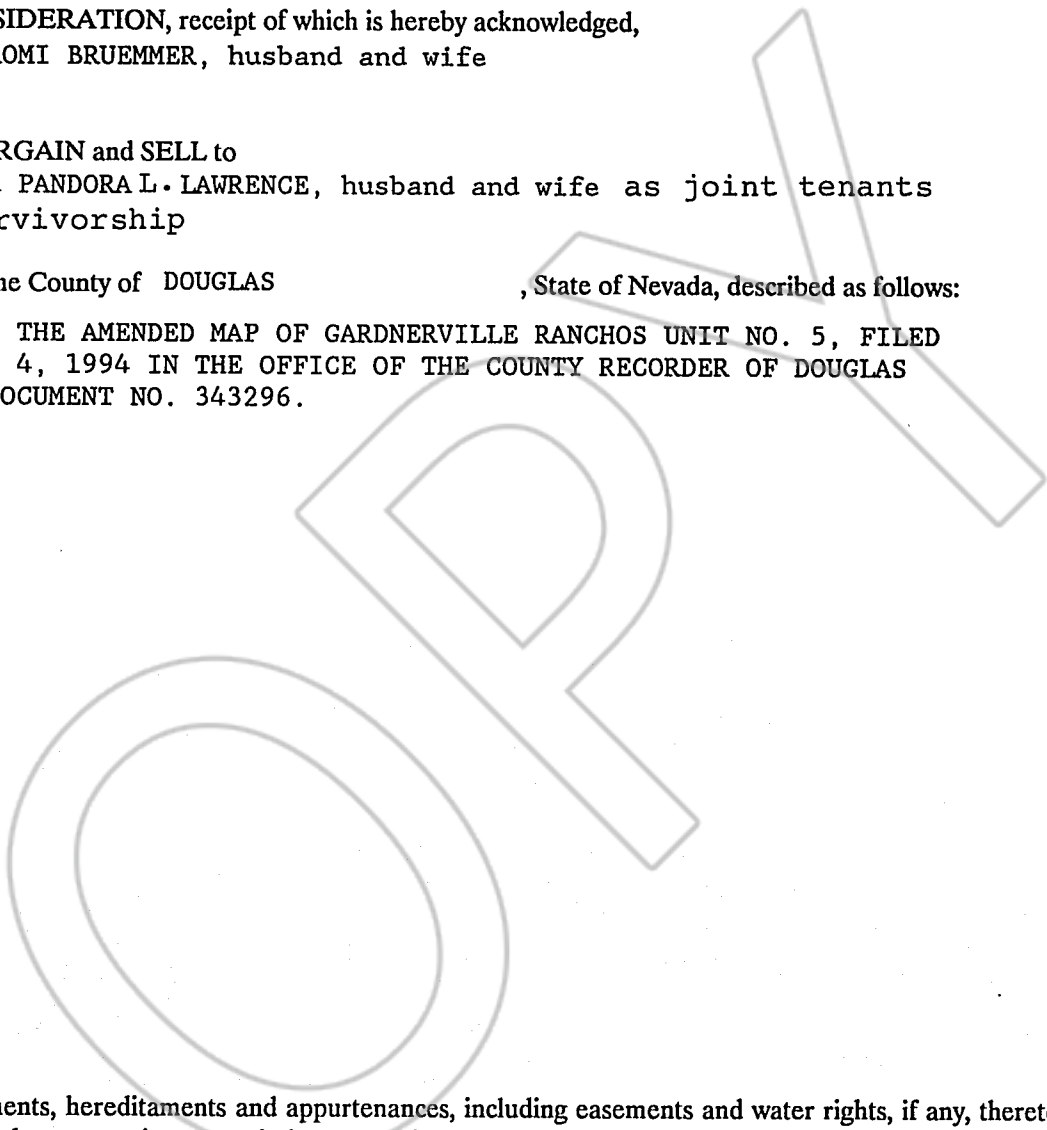 SIDERATION, receipt of which is hereby acknowledged,
OMI BRUEMMER, husband and wife
RGAIN and SELL to
PANDORA L. LAWRENCE, husband and wife as joint tenants
rvivorship
ne County of DOUGLAS , State of Nevada, described as follows:
THE AMENDED MAP OF GARDNERVILLE RANCHOS UNIT NO. 5, FILED
4, 1994 IN THE OFFICE OF THE COUNTY RECORDER OF DOUGLAS
OCUMENT NO. 343296.
OPY
ents, hereditaments and appurtenances, including easements and water rights, if any, theret